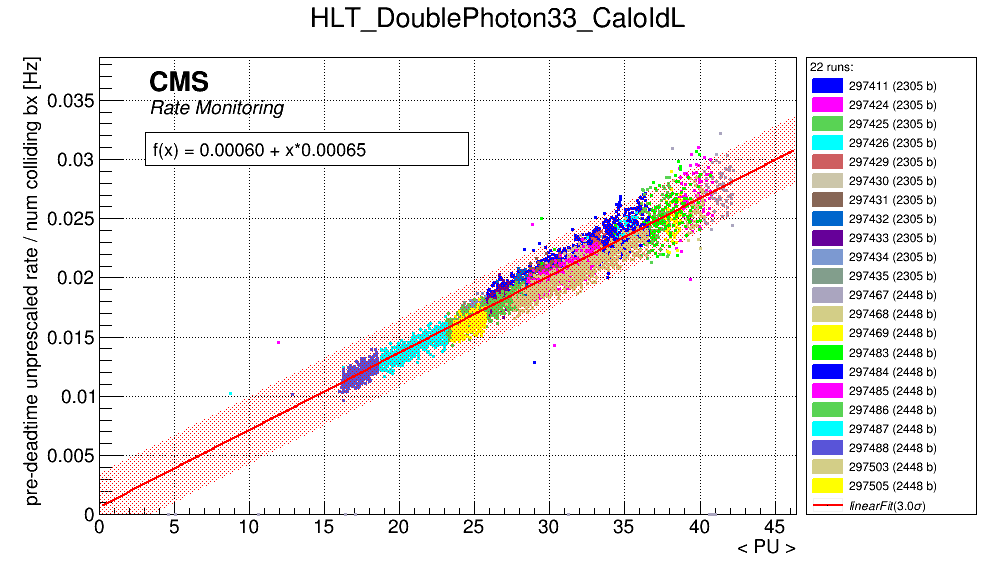 HLT_DoublePhoton33_CaloIdL
pre-deadtime unprescaled rate / num colliding bx [Hz]
CMS
Rate Monitoring
f(x) = 0.00060 + x*0.00065
0.035
0.03
0.025
0.02
0.015
0.01
0.005
0
0 5 10 15 20 25 30 35 40 45
< PU >
22 runs:
297411 (2305 b)
297424 (2305 b)
297425 (2305 b)
297426 (2305 b)
297429 (2305 b)
297430 (2305 b)
297431 (2305 b)
297432 (2305 b)
297433 (2305 b)
297434 (2305 b)
297435 (2305 b)
297467 (2448 b)
297468 (2448 b)
297469 (2448 b)
297483 (2448 b)
297484 (2448 b)
297485 (2448 b)
297486 (2448 b)
297487 (2448 b)
297488 (2448 b)
297503 (2448 b)
297505 (2448 b)
linearFit(3.0σ)